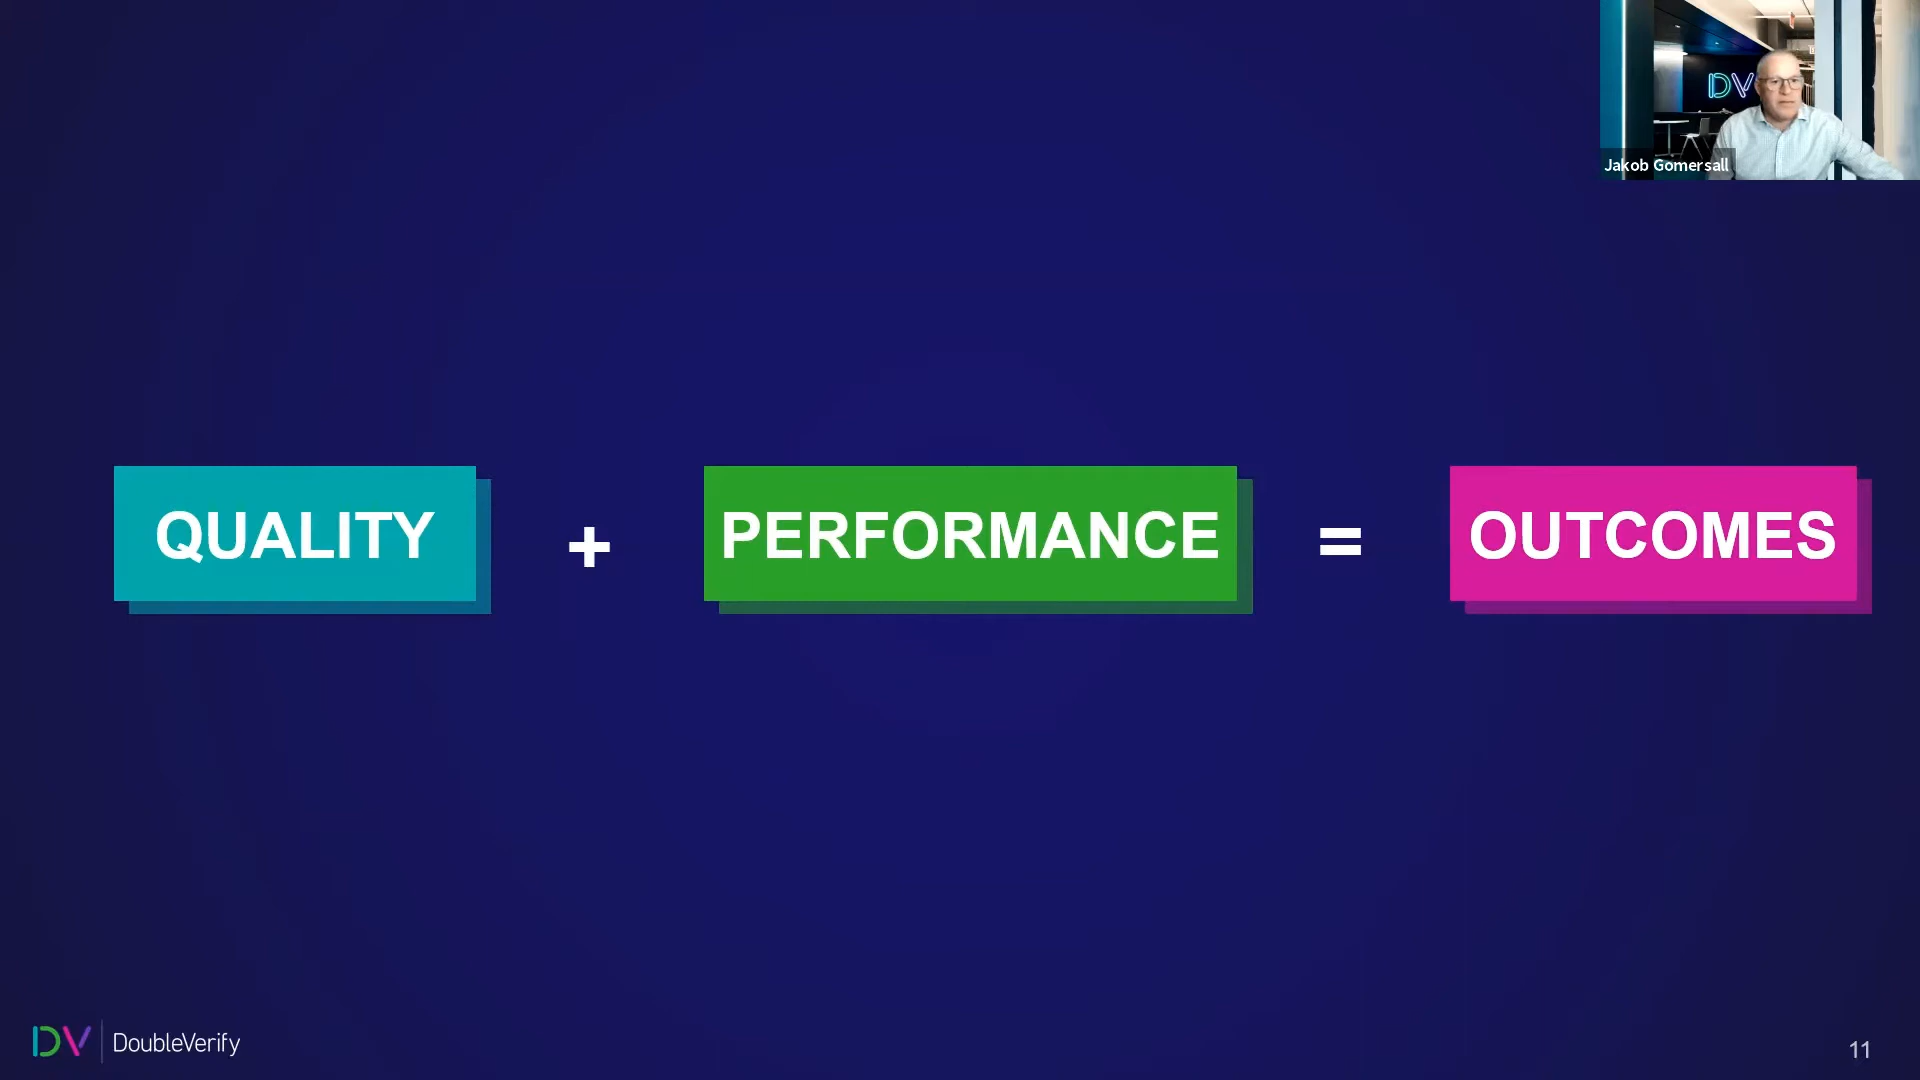 DV
Jakob Gomersall
QUALITY + PERFORMANCE = OUTCOMES
DV DoubleVerify
11